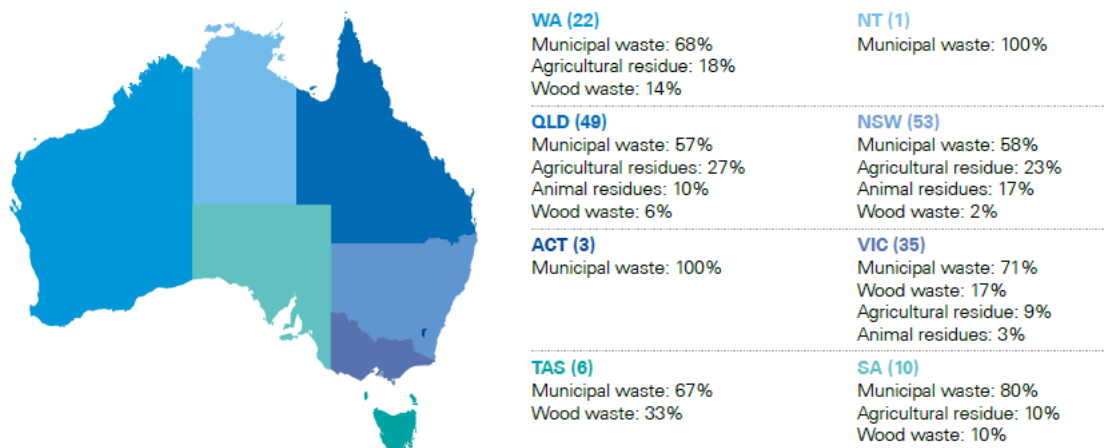 WA (22)
Municipal waste: 68%
Agricultural residue: 18%
Wood waste: 14%
NT (1)
Municipal waste: 100%
QLD (49)
Municipal waste: 57%
Agricultural residues: 27%
Animal residues: 10%
Wood waste: 6%
NSW (53)
Municipal waste: 58%
Agricultural residue: 23%
Animal residues: 17%
Wood waste: 2%
ACT (3)
Municipal waste: 100%
VIC (35)
Municipal waste: 71%
Wood waste: 17%
Agricultural residue: 9%
Animal residues: 3%
TAS (6)
Municipal waste: 67%
Wood waste: 33%
SA (10)
Municipal waste: 80%
Agricultural residue: 10%
Wood waste: 10%